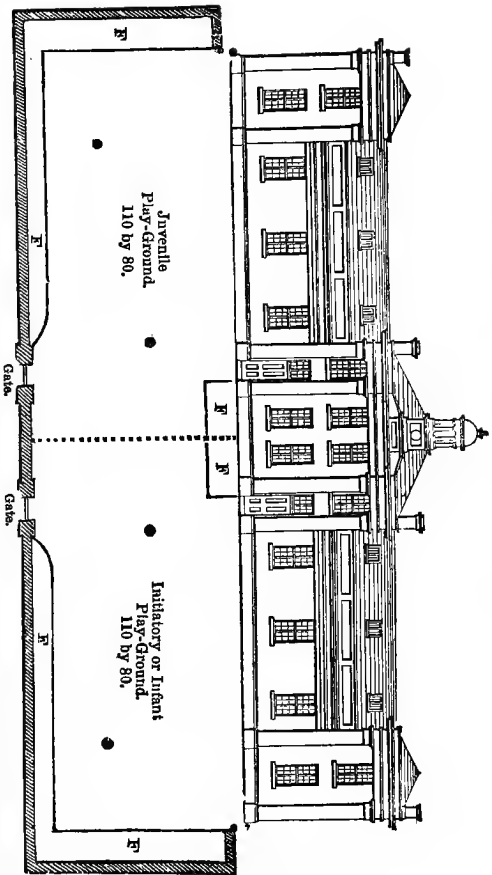 F
Juvenile
Play-Ground.
110 by 80.
F
Gate.
F
F
Gate.
Initiatory or Infant
Play-Ground.
110 by 80.
F
F